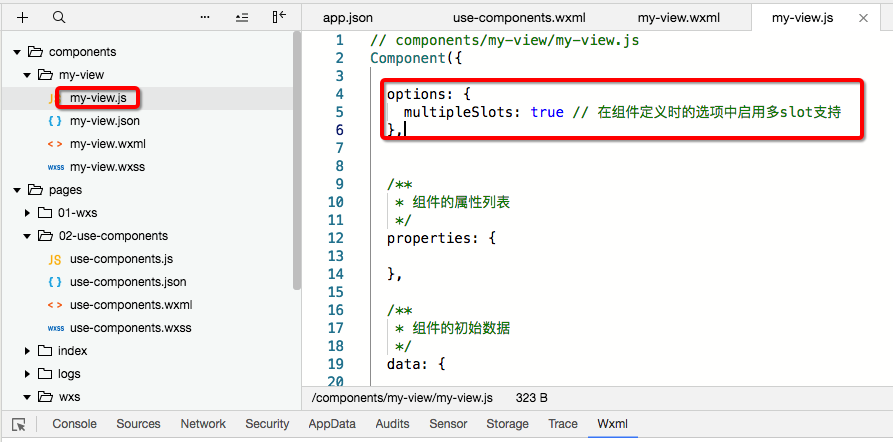 app.json use-components.wxml my-view.wxml my-view.js
components
my-view
JS my-view.js
{ } my-view.json
< > my-view.wxml
wxss my-view.wxss
pages
01-wxs
02-use-components
JS use-components.js
{ } use-components.json
< > use-components.wxml
wxss use-components.wxss
index
logs
wxs
1 // components/my-view/my-view.js
2 Component({
3
4 options: {
5 multipleSlots: true // 在组件定义时的选项中启用多slot支持
6 },
7
8
9 /**
10 * 组件的属性列表
11 */
12 properties: {
13
14 },
15
16 /**
17 * 组件的初始数据
18 */
19 data: {
20
/components/my-view/my-view.js 323 B
Console Sources Network Security AppData Audits Sensor Storage Trace Wxml